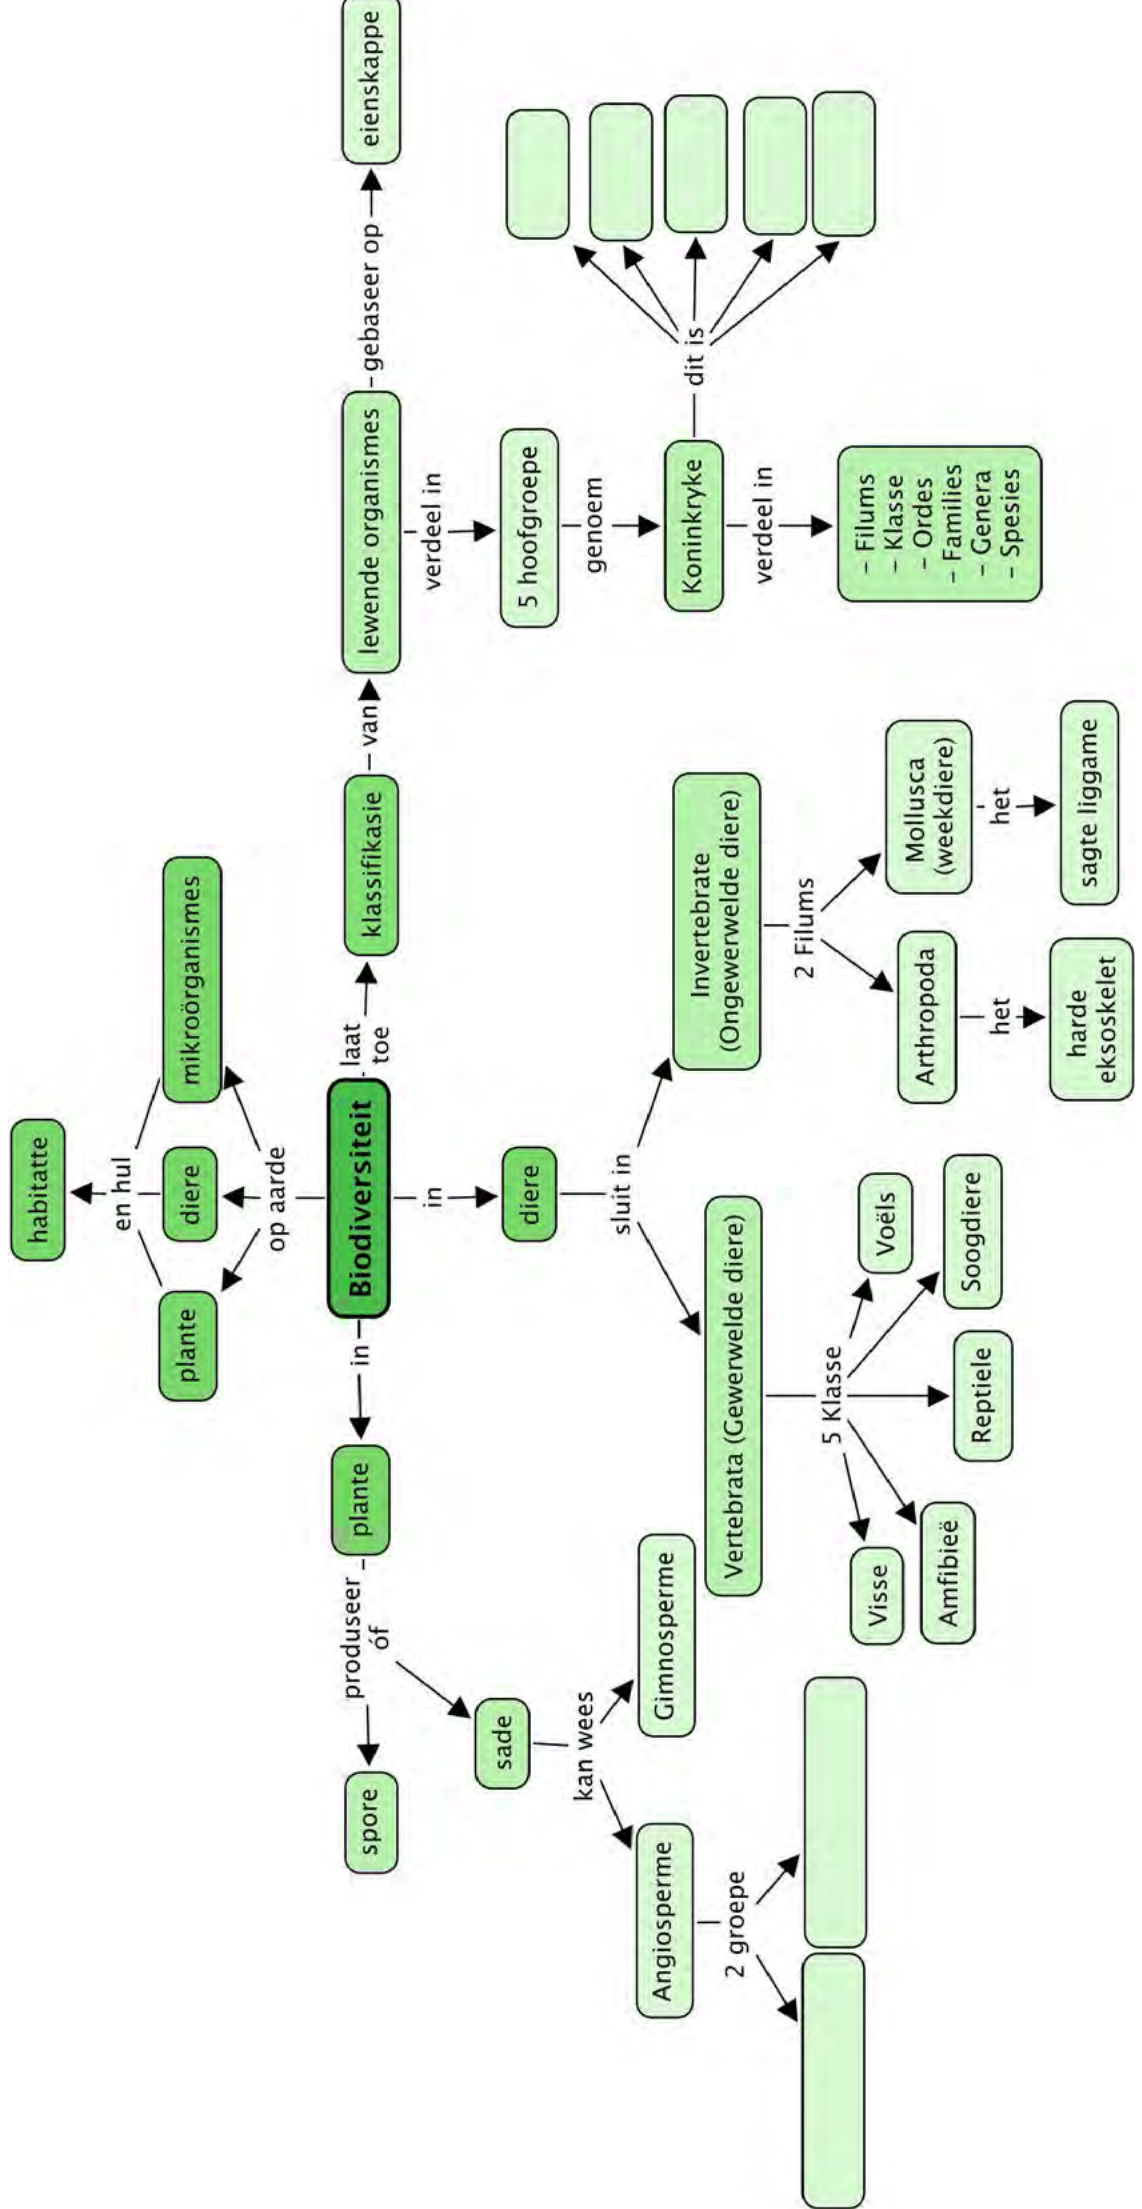 habitatte
en hul
plante
diere
mikroörganismes
op aarde
spore
produseer
óf
plante
in
Biodiversiteit
laat
toe
klassifikasie
van
lewende organismes
gebaseer op
eienskappe
in
verdeel in
sade
diere
5 hoofgroepe
kan wees
sluit in
genoem
Angiosperme
Gimnosperme
Vertebrata (Gewerwelde diere)
Invertebrate
(Ongewerwelde diere)
Koninkryke
dit is
2 groepe
5 Klasse
2 Filums
verdeel in
Visse
Amfibieë
Reptiele
Soogdiere
Voëls
Arthropoda
Mollusca
(weekdiere)
– Filums
– Klasse
– Ordes
– Families
– Genera
– Spesies
het
het
harde
eksoskelet
sagte liggame